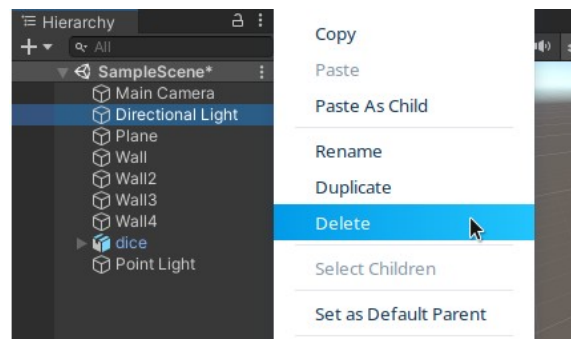 Hierarchy
All
SampleScene*
Main Camera
Directional Light
Plane
Wall
Wall2
Wall3
Wall4
dice
Point Light
Copy
Paste
Paste As Child
Rename
Duplicate
Delete
Select Children
Set as Default Parent